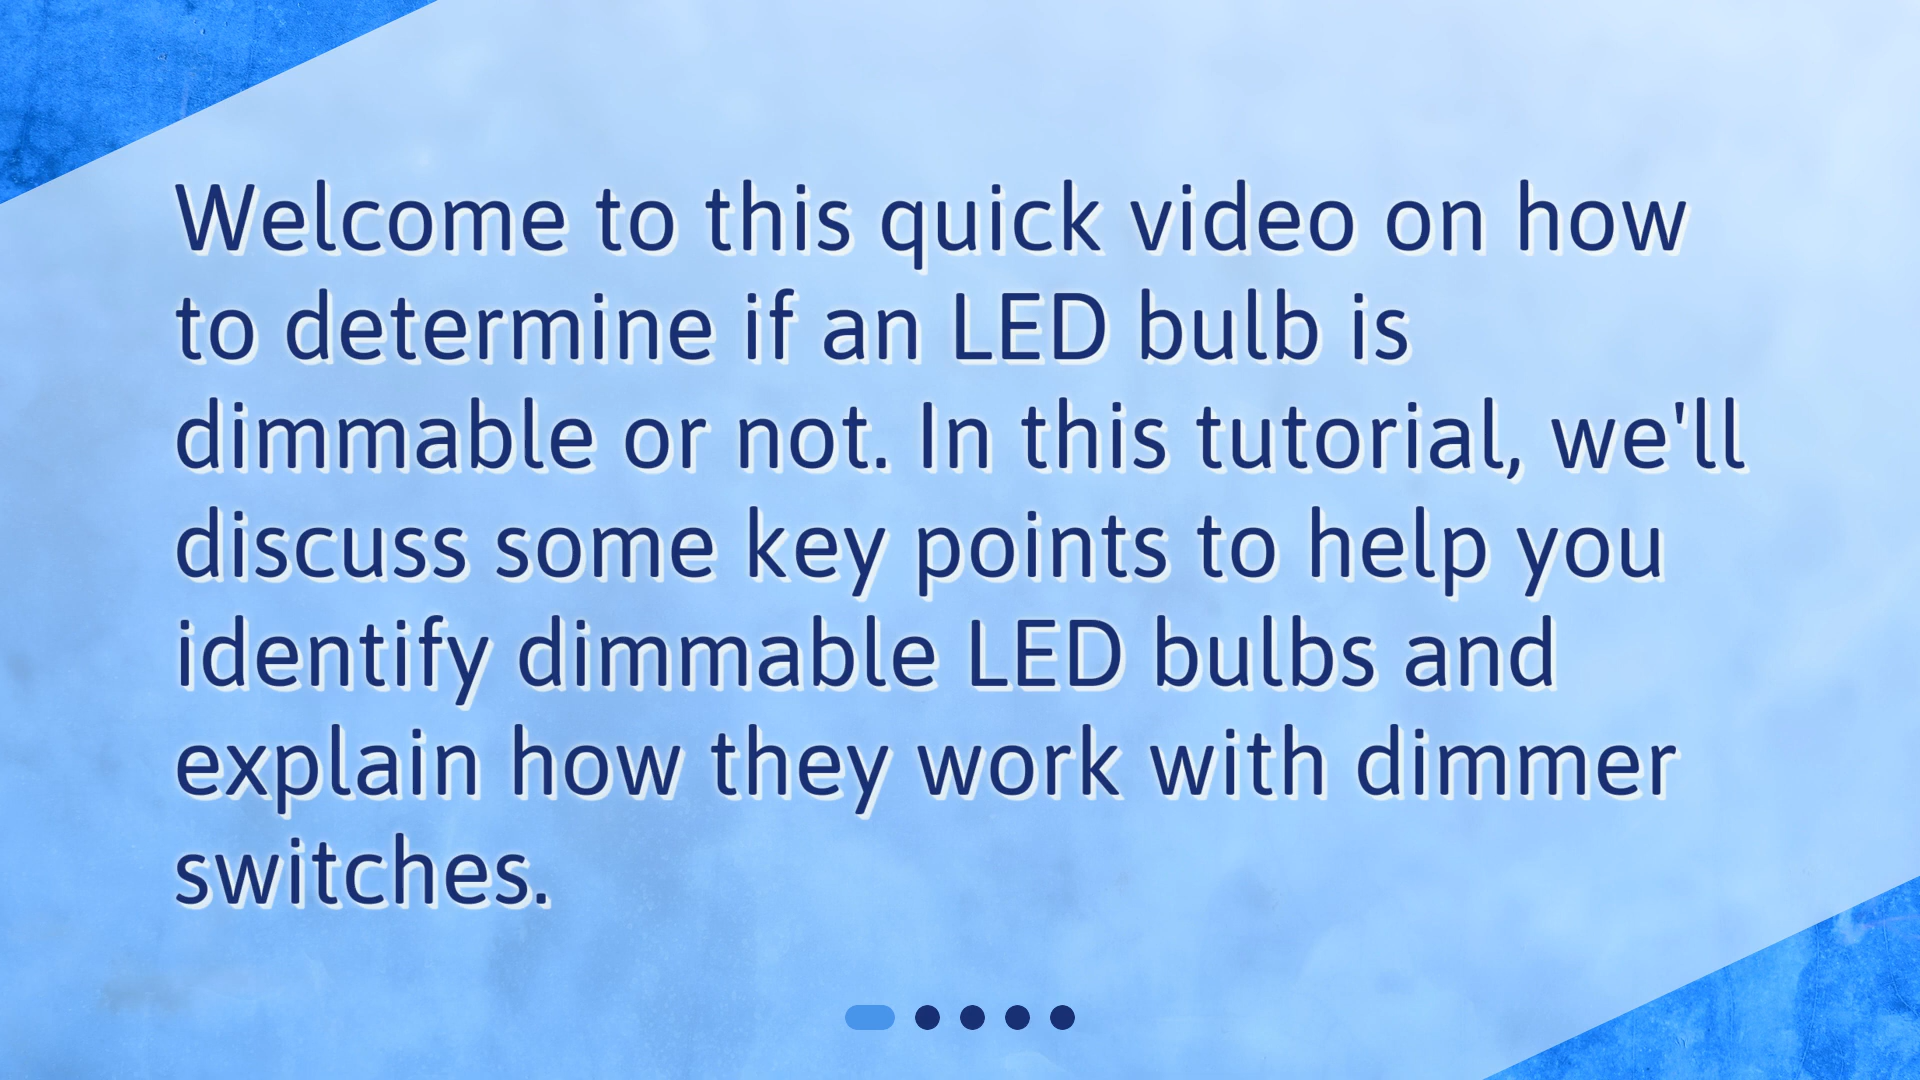 Welcome to this quick video on how
to determine if an LED bulb is
dimmable or not. In this tutorial, we'll
discuss some key points to help you
identify dimmable LED bulbs and
explain how they work with dimmer
switches.